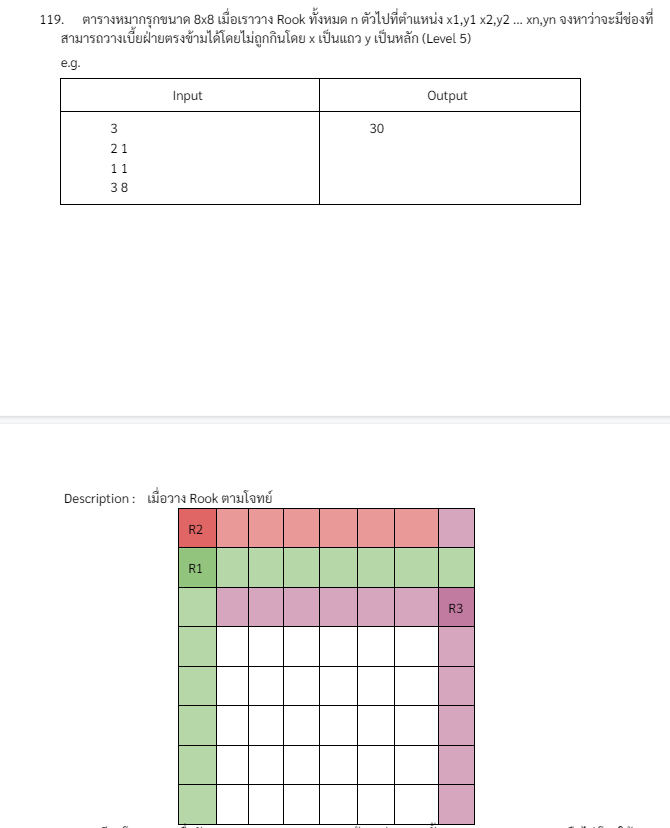 119. ตารางหมากรุกขนาด 8x8 เมื่อเราวาง Rook ทั้งหมด n ตัวไปที่ตำแหน่ง x1,y1 x2,y2 ... xn,yn จงหาว่าจะมีช่องที่
สามารถวางเบี้ยฝ่ายตรงข้ามได้โดยไม่ถูกกินโดย x เป็นแถว y เป็นหลัก (Level 5)
e.g.
Input Output
3 30
2 1
1 1
3 8
Description : เมื่อวาง Rook ตามโจทย์
R2
R1
R3